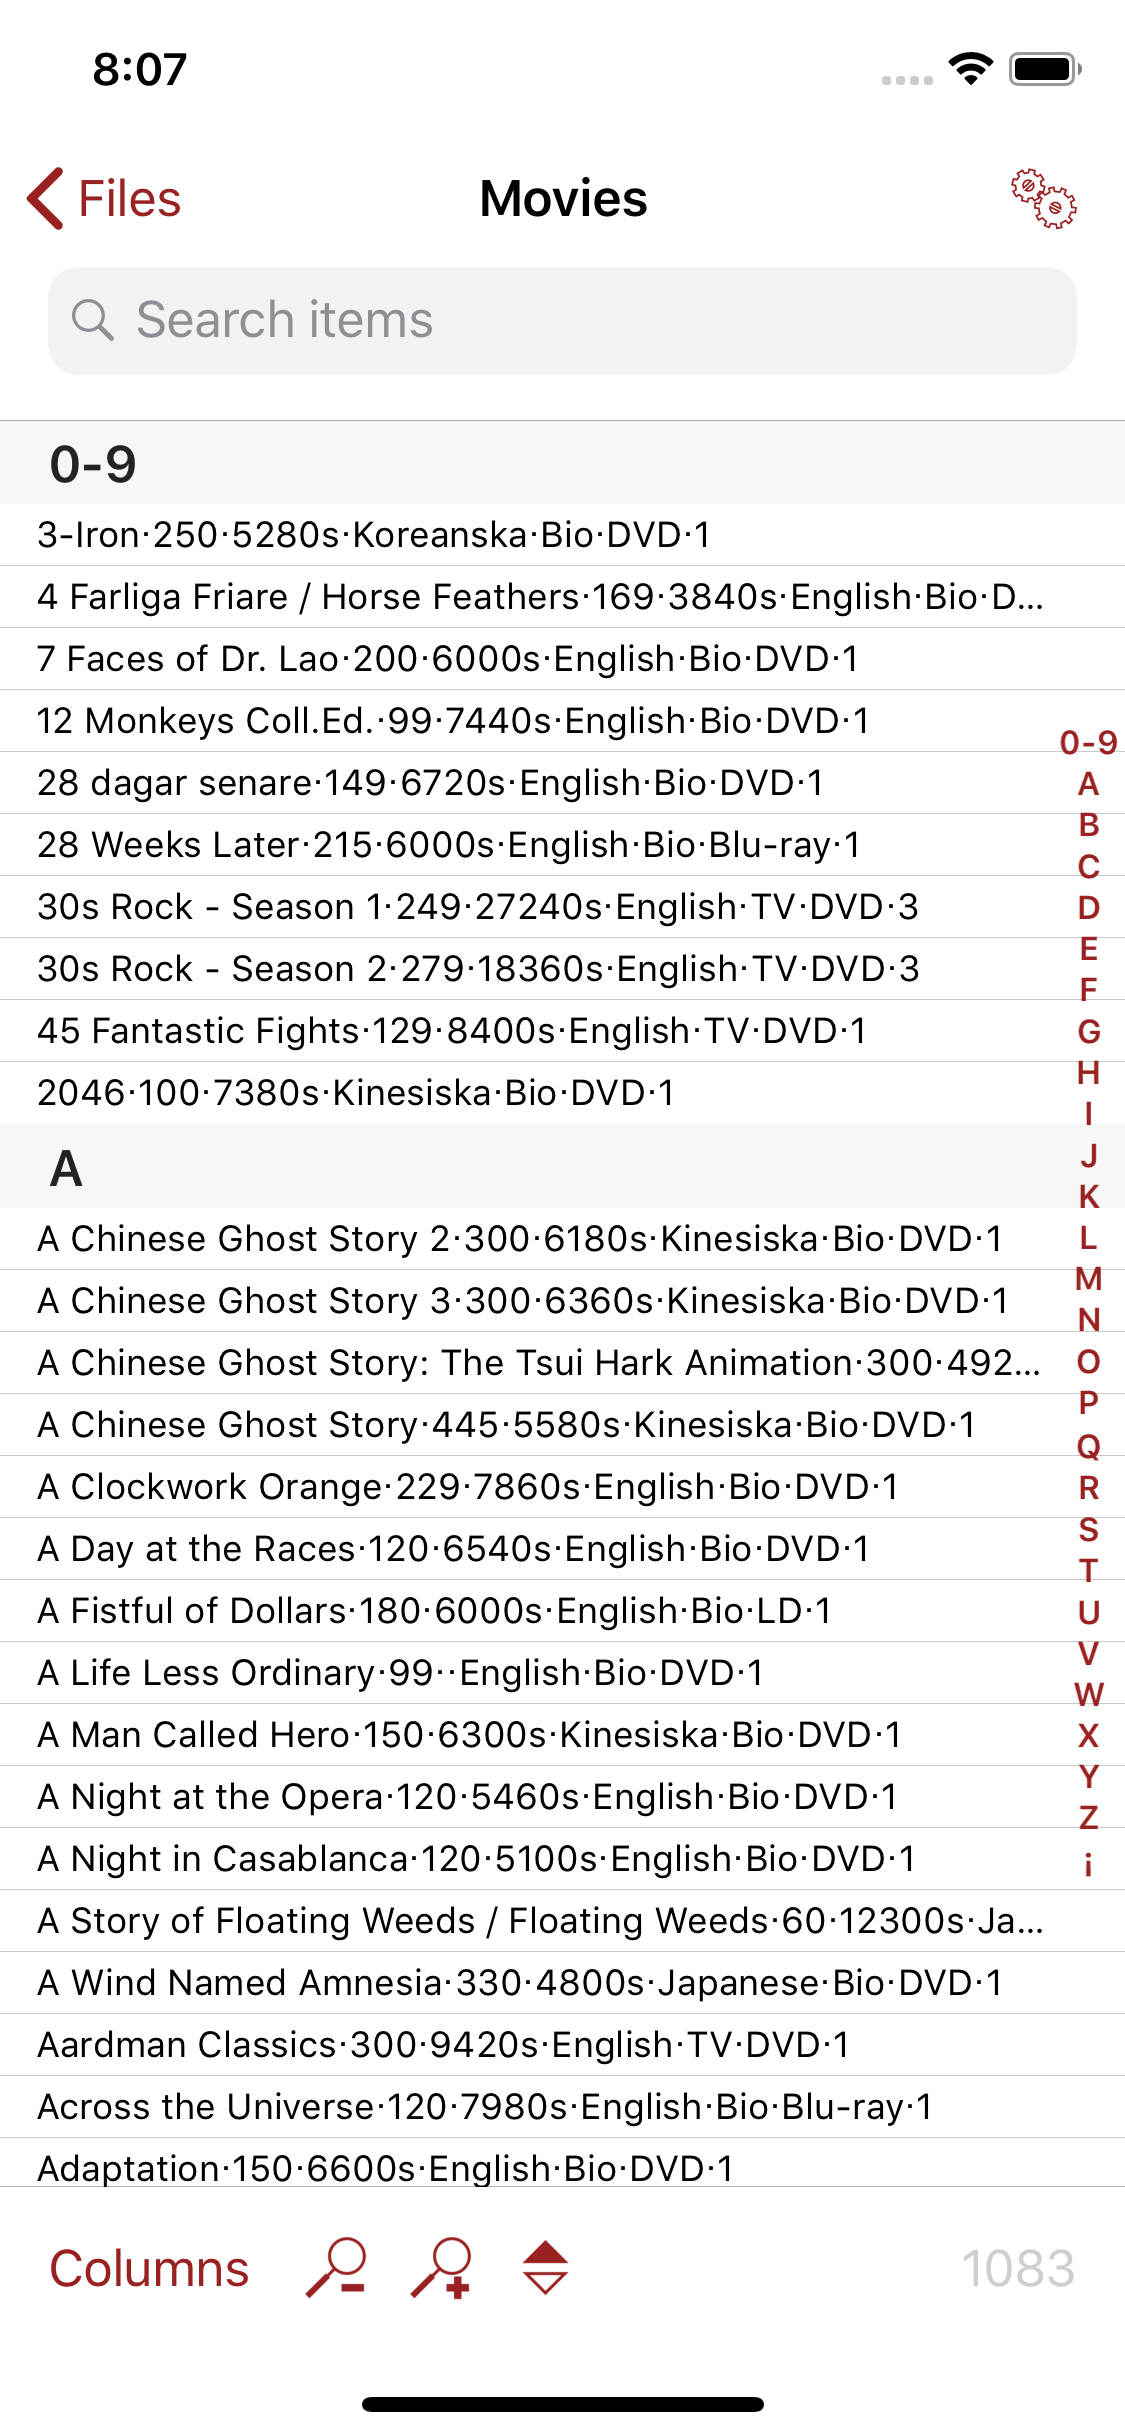 8:07
Files
Movies
Search items
0-9
3-Iron·250·5280s·Koreanska·Bio·DVD·1
4 Farliga Friare / Horse Feathers·169·3840s·English·Bio·D...
7 Faces of Dr. Lao·200·6000s·English·Bio·DVD·1
12 Monkeys Coll.Ed.·99·7440s·English·Bio·DVD·1
28 dagar senare·149·6720s·English·Bio·DVD·1
28 Weeks Later·215·6000s·English·Bio·Blu-ray·1
30s Rock - Season 1·249·27240s·English·TV·DVD·3
30s Rock - Season 2·279·18360s·English·TV·DVD·3
45 Fantastic Fights·129·8400s·English·TV·DVD·1
2046·100·7380s·Kinesiska·Bio·DVD·1
A
A Chinese Ghost Story 2·300·6180s·Kinesiska·Bio·DVD·1
A Chinese Ghost Story 3·300·6360s·Kinesiska·Bio·DVD·1
A Chinese Ghost Story: The Tsui Hark Animation·300·492...
A Chinese Ghost Story·445·5580s·Kinesiska·Bio·DVD·1
A Clockwork Orange·229·7860s·English·Bio·DVD·1
A Day at the Races·120·6540s·English·Bio·DVD·1
A Fistful of Dollars·180·6000s·English·Bio·LD·1
A Life Less Ordinary·99··English·Bio·DVD·1
A Man Called Hero·150·6300s·Kinesiska·Bio·DVD·1
A Night at the Opera·120·5460s·English·Bio·DVD·1
A Night in Casablanca·120·5100s·English·Bio·DVD·1
A Story of Floating Weeds / Floating Weeds·60·12300s·Ja...
A Wind Named Amnesia·330·4800s·Japanese·Bio·DVD·1
Aardman Classics·300·9420s·English·TV·DVD·1
Across the Universe·120·7980s·English·Bio·Blu-ray·1
Adaptation·150·6600s·English·Bio·DVD·1
0-9
A
B
C
D
E
F
G
H
I
J
K
L
M
N
O
P
Q
R
S
T
U
V
W
X
Y
Z
¡
Columns
1083